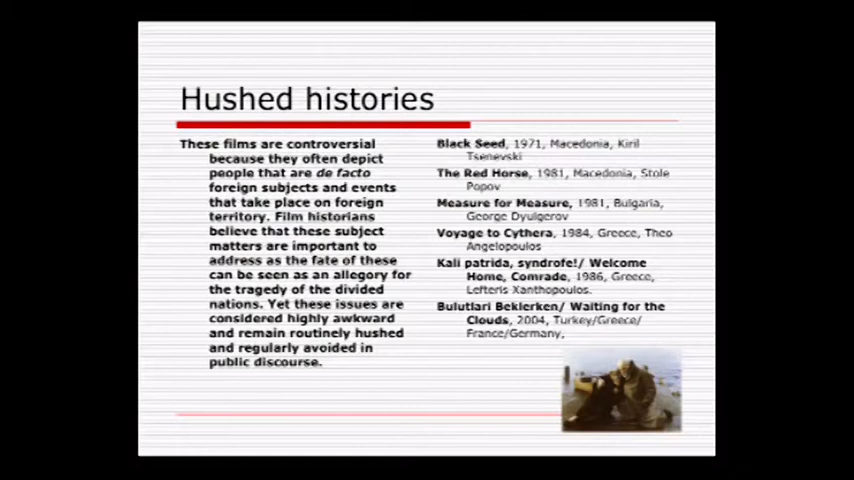 Hushed histories
These films are controversial
because they often depict
people that are de facto
foreign subjects and events
that take place on foreign
territory. Film historians
believe that these subject
matters are important to
address as the fate of these
can be seen as an allegory for
the tragedy of the divided
nations. Yet these issues are
considered highly awkward
and remain routinely hushed
and regularly avoided in
public discourse.
Black Seed, 1971, Macedonia, Kiril
Tsenevski
The Red Horse, 1981, Macedonia, Stole
Popov
Measure for Measure, 1981, Bulgaria,
George Dyulgerov
Voyage to Cythera, 1984, Greece, Theo
Angelopoulos
Kali patrida, syndrofe!/ Welcome
Home, Comrade, 1986, Greece,
Lefteris Xanthopoulos.
Bulutlari Beklerken/ Waiting for the
Clouds, 2004, Turkey/Greece/
France/Germany,